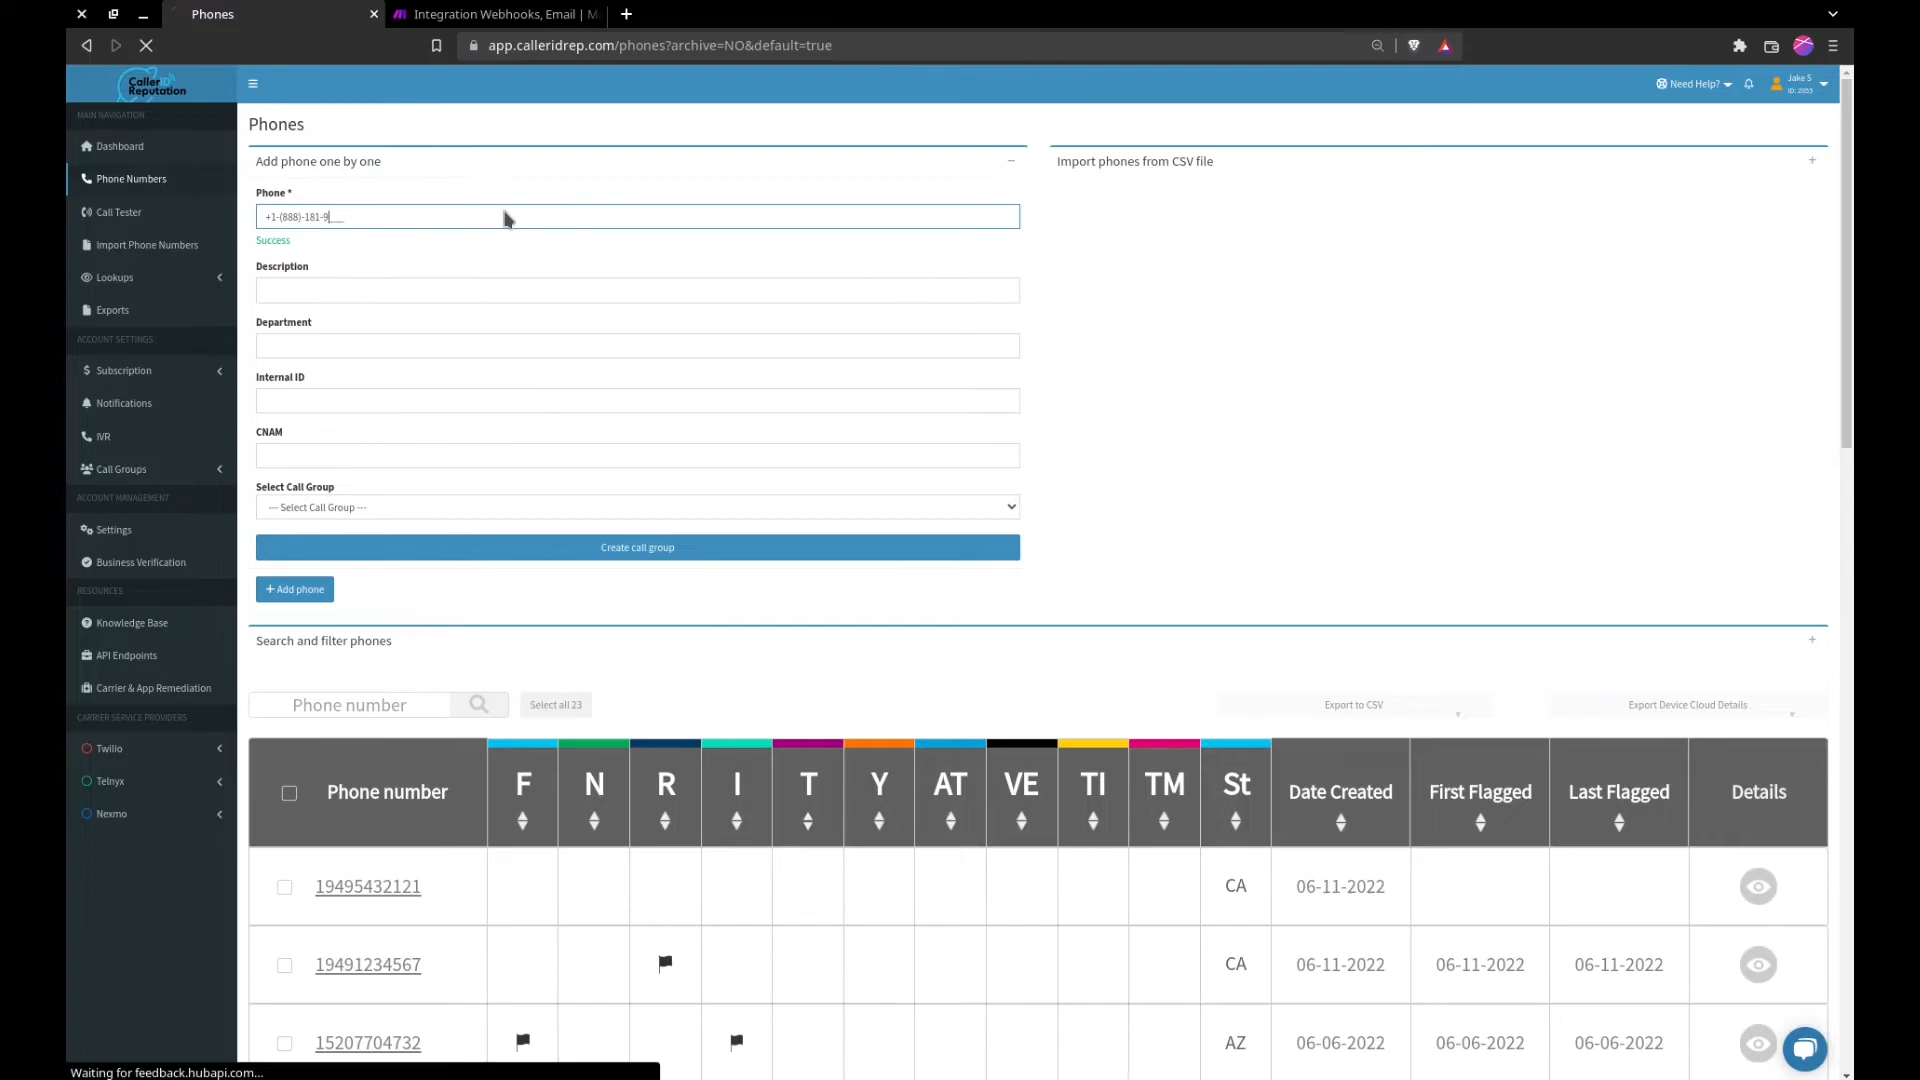 Phones
Integration Webhooks, Email | M
app.calleridrep.com/phones?archive=NO&default=true
CallerID
Reputation
Need Help?
Jake S
ID: 2955
MAIN NAVIGATION
Dashboard
Phone Numbers
Call Tester
Import Phone Numbers
Lookups
Exports
ACCOUNT SETTINGS
Subscription
Notifications
IVR
Call Groups
ACCOUNT MANAGEMENT
Settings
Business Verification
RESOURCES
Knowledge Base
API Endpoints
Carrier & App Remediation
CARRIER SERVICE PROVIDERS
Twilio
Telnyx
Nexmo
Phones
Add phone one by one
Import phones from CSV file
Phone *
+1-(888)-181-9___
Success
Description
Department
Internal ID
CNAM
Select Call Group
--- Select Call Group ---
Create call group
+ Add phone
Search and filter phones
Phone number
Select all 23
Export to CSV
Export Device Cloud Details
Phone number F N R I T Y AT VE TI TM St Date Created First Flagged Last Flagged Details
19495432121 CA 06-11-2022
19491234567 CA 06-11-2022 06-11-2022 06-11-2022
15207704732 AZ 06-06-2022 06-06-2022 06-06-2022
Waiting for feedback.hubapi.com...